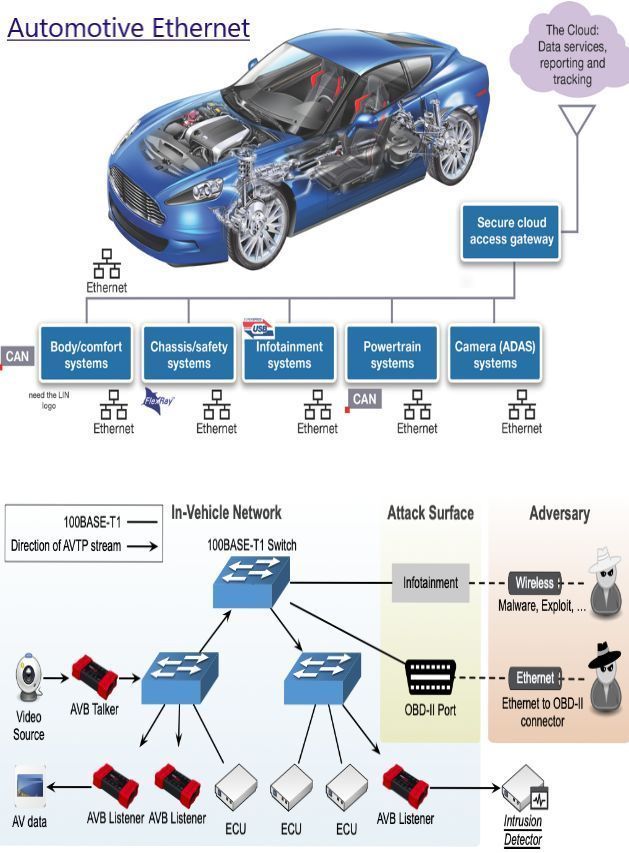 Automotive Ethernet
The Cloud:
Data services,
reporting and
tracking
Secure cloud
access gateway
Ethernet
CAN
Body/comfort
systems
Chassis/safety
systems
USB
Infotainment
systems
Powertrain
systems
Camera (ADAS)
systems
need the LIN
logo
Ethernet
FlexRay
Ethernet
Ethernet
CAN
Ethernet
Ethernet
100BASE-T1
Direction of AVTP stream
In-Vehicle Network
Attack Surface
Adversary
100BASE-T1 Switch
Infotainment
Wireless
Malware, Exploit, ...
Video
Source
AVB Talker
OBD-II Port
Ethernet
Ethernet to OBD-II
connector
AV data
AVB Listener
AVB Listener
ECU
ECU
ECU
AVB Listener
Intrusion
Detector